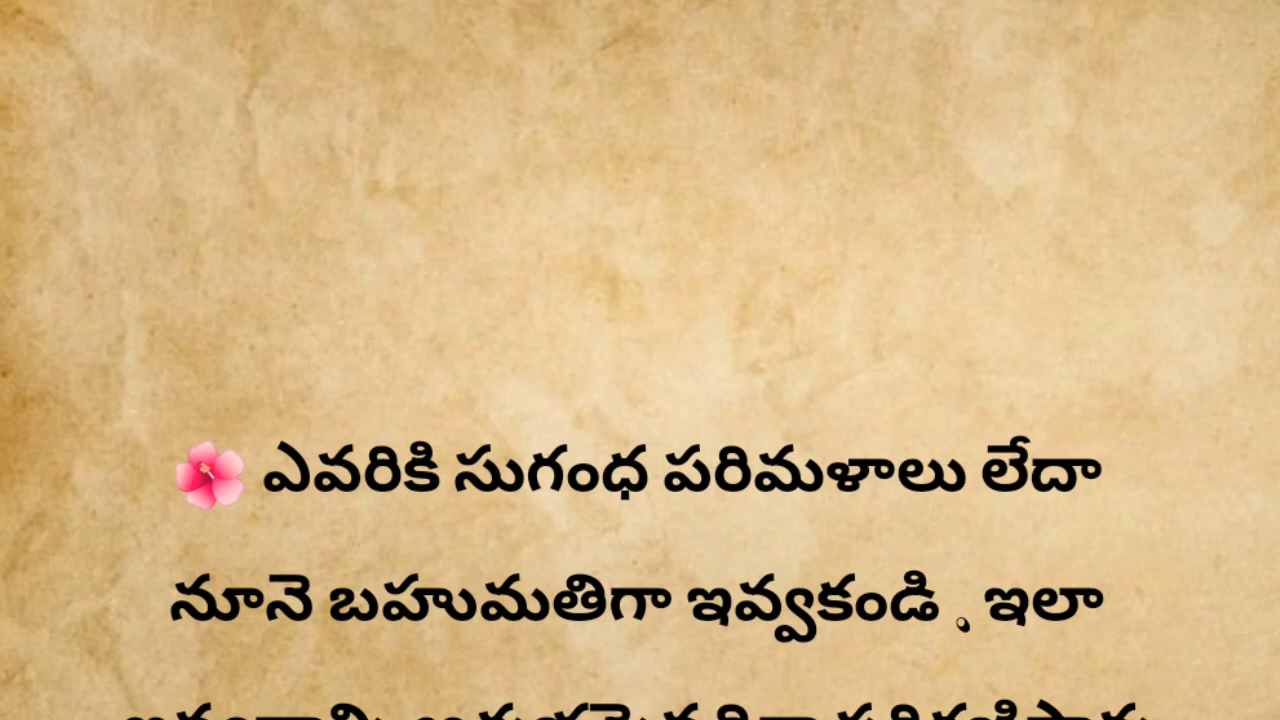 🌺 ఎవరికి సుగంధ పరిమళాలు లేదా
నూనె బహుమతిగా ఇవ్వకండి . ఇలా